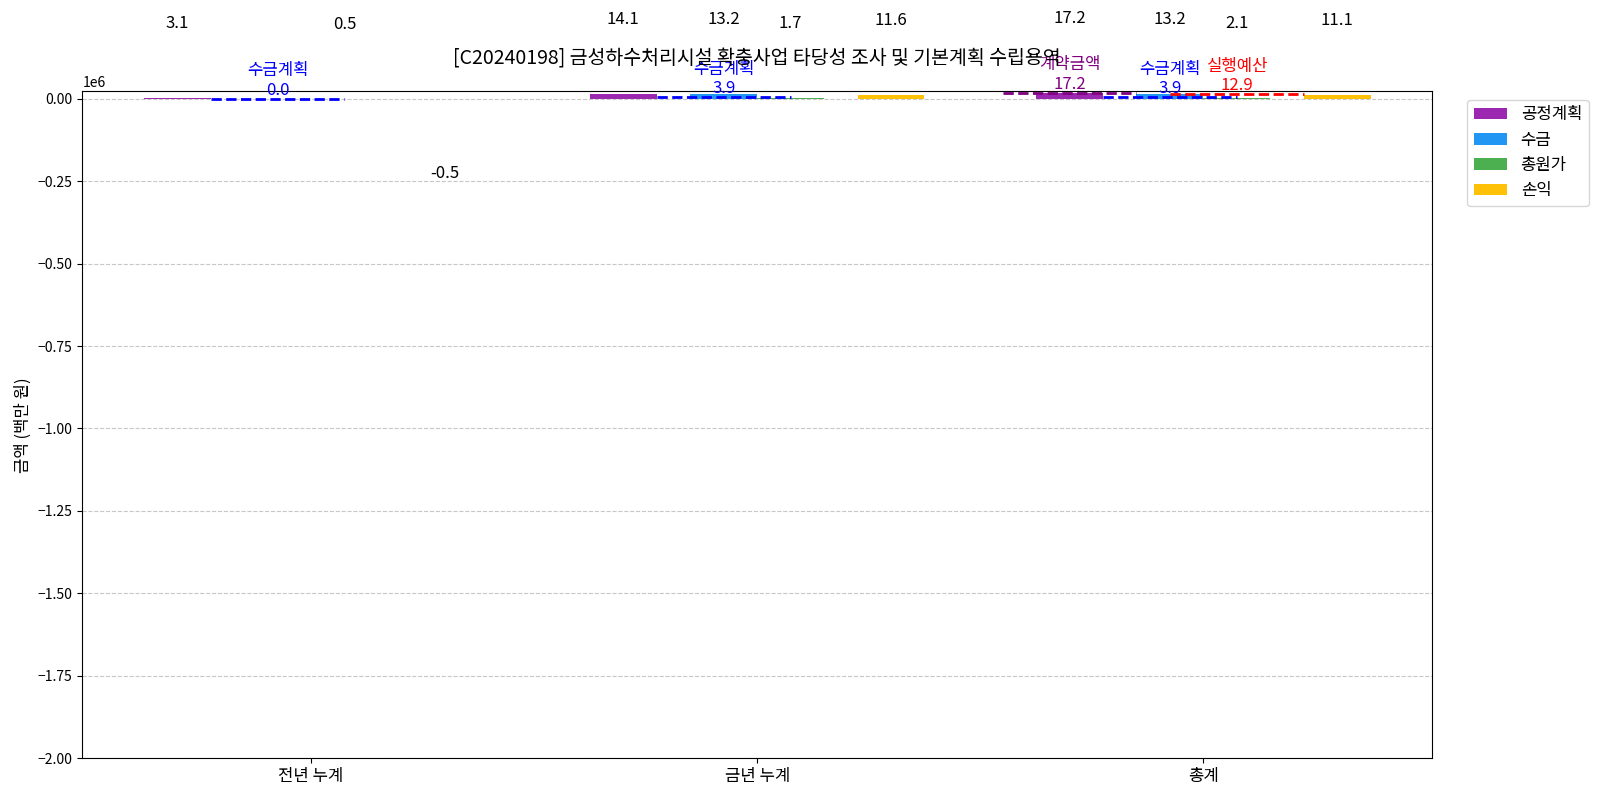 3.1
0.5
14.1
13.2
1.7
11.6
17.2
13.2
2.1
11.1
[C20240198] 금성하수처리시설 확충사업 타당성 조사 및 기본계획 수립용역
수금계획
0.0
수금계획
3.9
계약금액
17.2
수금계획
3.9
실행예산
12.9
1e6
0.00
−0.25
−0.50
−0.75
−1.00
−1.25
−1.50
−1.75
−2.00
-0.5
금액 (백만 원)
전년 누계
금년 누계
총계
공정계획
수금
총원가
손익